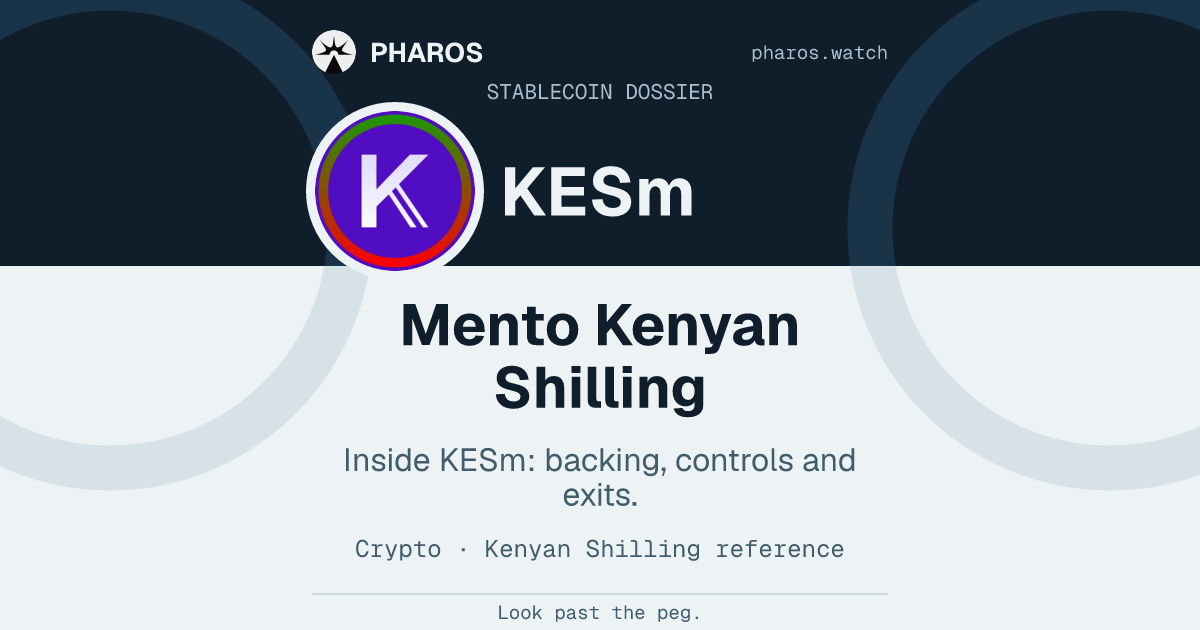 PHAROS
pharos.watch
STABLECOIN DOSSIER
K
KESm
Mento Kenyan
Shilling
Inside KESm: backing, controls and
exits.
Crypto · Kenyan Shilling reference
Look past the peg.